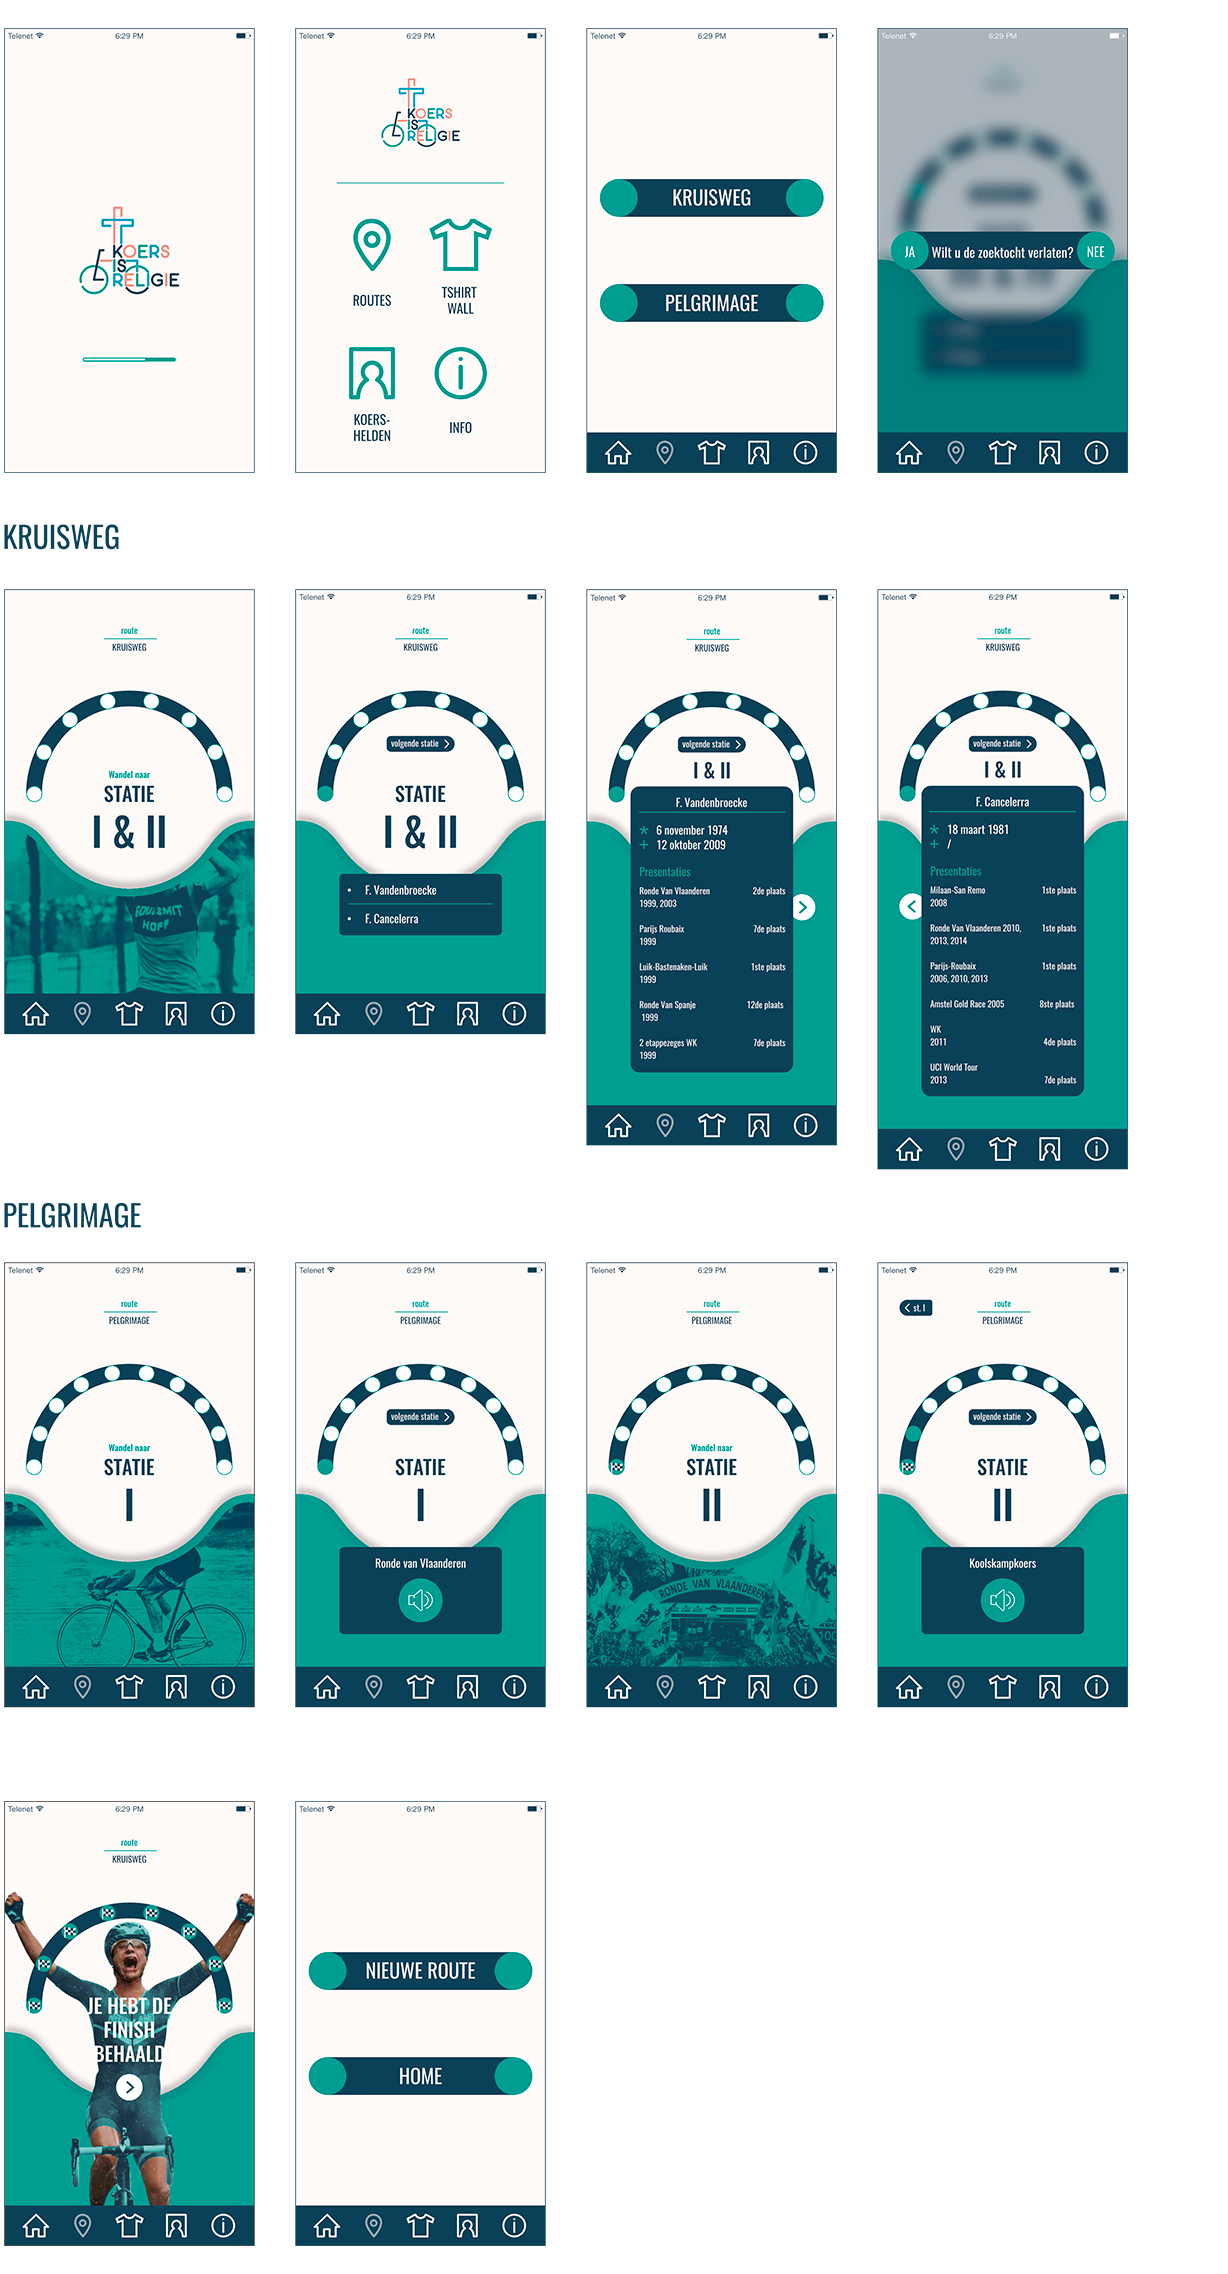 Telenet 6:29 PM
KOERS
IS
RELIGIE
Telenet 6:29 PM
KOERS
IS
RELIGIE
ROUTES
TSHIRT
WALL
KOERS-
HELDEN
INFO
Telenet 6:29 PM
KRUISWEG
PELGRIMAGE
Telenet 6:29 PM
JA Wilt u de zoektocht verlaten? NEE
KRUISWEG
route
KRUISWEG
Wandel naar
STATIE
I & II
GOUDSMIT
HOFF
Telenet 6:29 PM
route
KRUISWEG
volgende statie
STATIE
I & II
• F. Vandenbroecke
• F. Cancelerra
Telenet 6:29 PM
route
KRUISWEG
volgende statie
I & II
F. Vandenbroecke
* 6 november 1974
+ 12 oktober 2009
Presentaties
Ronde Van Vlaanderen 2de plaats
1999, 2003
Parijs Roubaix 7de plaats
1999
Luik-Bastenaken-Luik 1ste plaats
1999
Ronde Van Spanje 12de plaats
1999
2 etappezeges WK 7de plaats
1999
Telenet 6:29 PM
route
KRUISWEG
volgende statie
I & II
F. Cancelerra
* 18 maart 1981
+ /
Presentaties
Milaan-San Remo 1ste plaats
2008
Ronde Van Vlaanderen 2010, 1ste plaats
2013, 2014
Parijs-Roubaix 1ste plaats
2006, 2010, 2013
Amstel Gold Race 2005 8ste plaats
WK
2011 4de plaats
UCI World Tour
2013 7de plaats
PELGRIMAGE
Telenet 6:29 PM
route
PELGRIMAGE
Wandel naar
STATIE
I
Telenet 6:29 PM
route
PELGRIMAGE
volgende statie
STATIE
I
Ronde van Vlaanderen
Telenet 6:29 PM
route
PELGRIMAGE
Wandel naar
STATIE
II
RONDE VAN VLAANDEREN
Telenet 6:29 PM
st. I
route
PELGRIMAGE
volgende statie
STATIE
II
Koolskampkoers
Telenet 6:29 PM
route
KRUISWEG
JE HEBT DE
FINISH
BEHAALD
Telenet 6:29 PM
NIEUWE ROUTE
HOME